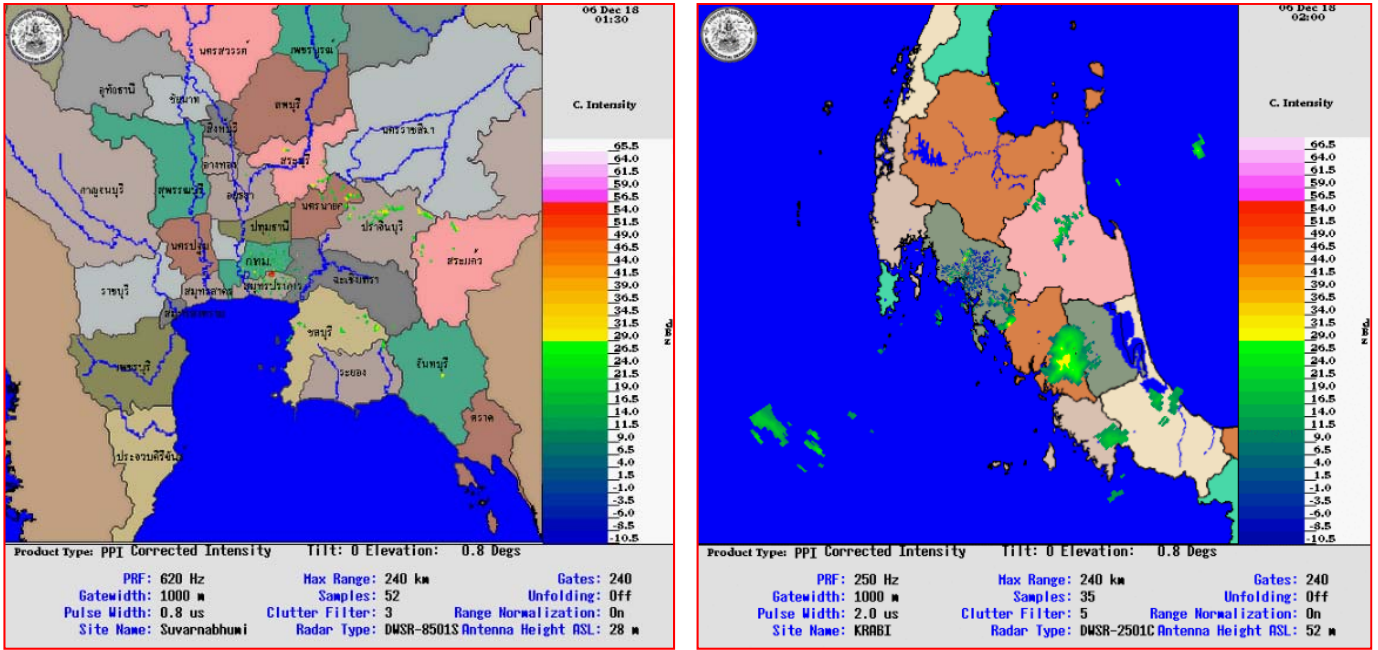 06 Dec 18
01:30
C. Intensity
65.5
64.0
61.5
59.0
56.5
54.0
51.5
49.0
46.5
44.0
41.5
39.0
36.5
34.0
31.5
29.0
26.5
24.0
21.5
19.0
16.5
14.0
11.5
9.0
6.5
4.0
1.5
-1.0
-3.5
-6.0
-8.5
-10.5
นครสวรรค์
เพชรบูรณ์
อุทัยธานี
ชัยนาท
ลพบุรี
สิงห์บุรี
นครราชสีมา
อ่างทอง
สระบุรี
กาญจนบุรี
สุพรรณบุรี
อยุธยา
นครนายก
ปทุมธานี
ปราจีนบุรี
นครปฐม
กทม.
สระแก้ว
ราชบุรี
สมุทรสาคร
สมุทรปราการ
ฉะเชิงเทรา
สมุทรสงคราม
ชลบุรี
เพชรบุรี
ระยอง
จันทบุรี
ตราด
ประจวบคีรีขันธ์
Product Type: PPI Corrected Intensity Tilt: 0 Elevation: 0.8 Degs
PRF: 620 Hz Max Range: 240 km Gates: 240
Gatewidth: 1000 m Samples: 52 Unfolding: Off
Pulse Width: 0.8 us Clutter Filter: 3 Range Normalization: On
Site Name: Suvarnabhumi Radar Type: DWSR-8501S Antenna Height ASL: 28 m
06 Dec 18
02:00
C. Intensity
66.5
64.0
61.5
59.0
56.5
54.0
51.5
49.0
46.5
44.0
41.5
39.0
36.5
34.0
31.5
29.0
26.5
24.0
21.5
19.0
16.5
14.0
11.5
9.0
6.5
4.0
1.5
-1.0
-3.5
-6.0
-8.5
-10.5
Product Type: PPI Corrected Intensity Tilt: 0 Elevation: 0.8 Degs
PRF: 250 Hz Max Range: 240 km Gates: 240
Gatewidth: 1000 m Samples: 35 Unfolding: Off
Pulse Width: 2.0 us Clutter Filter: 5 Range Normalization: On
Site Name: KRABI Radar Type: DWSR-2501C Antenna Height ASL: 52 m